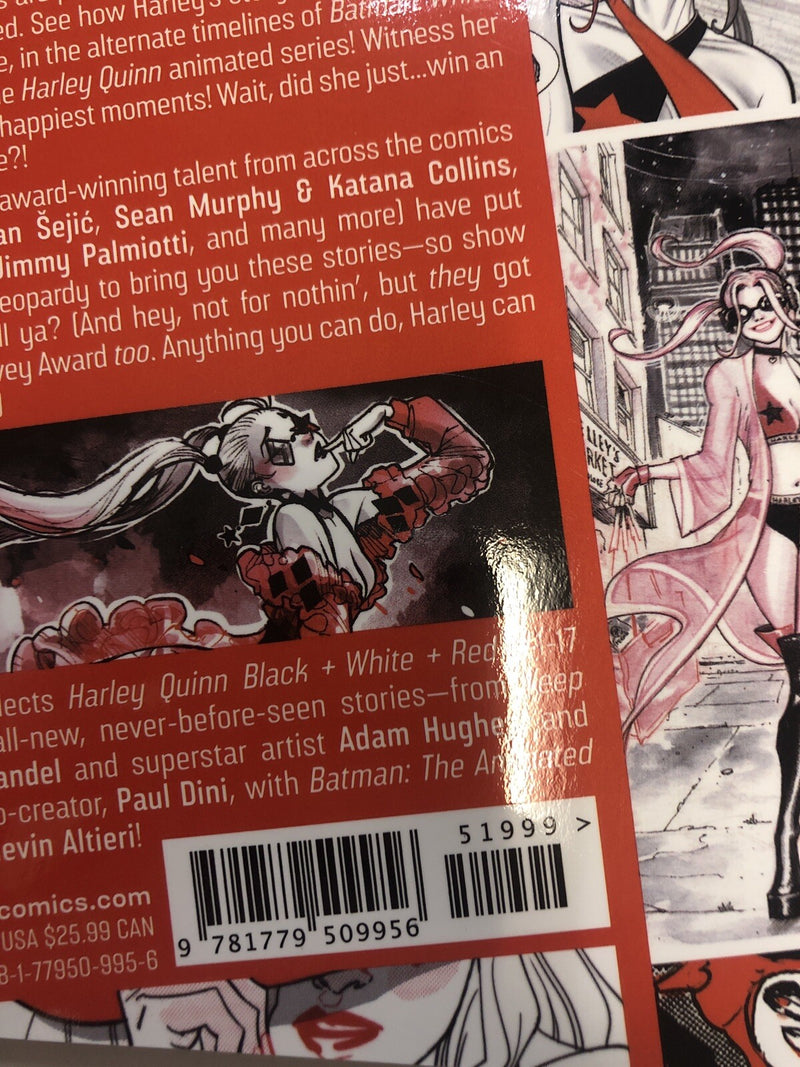 ed. See how Harley's
e, in the alternate timelines of Batman: Whi
e Harley Quinn animated series! Witness her
happiest moments! Wait, did she just...win an
e?!
award-winning talent from across the comics
an Šejić, Sean Murphy & Katana Collins,
Jimmy Palmiotti, and many more) have put
eopardy to bring you these stories—so show
ll ya? (And hey, not for nothin', but they got
vey Award too. Anything you can do, Harley can
)
lects Harley Quinn Black + White + Red -17
all-new, never-before-seen stories—from Veep
andel and superstar artist Adam Hughes and
o-creator, Paul Dini, with Batman: The Animated
evin Altieri!
51999 >
comics.com
USA $25.99 CAN
8-1-77950-995-6
9 781779 509956
ELLEY'S
RKET